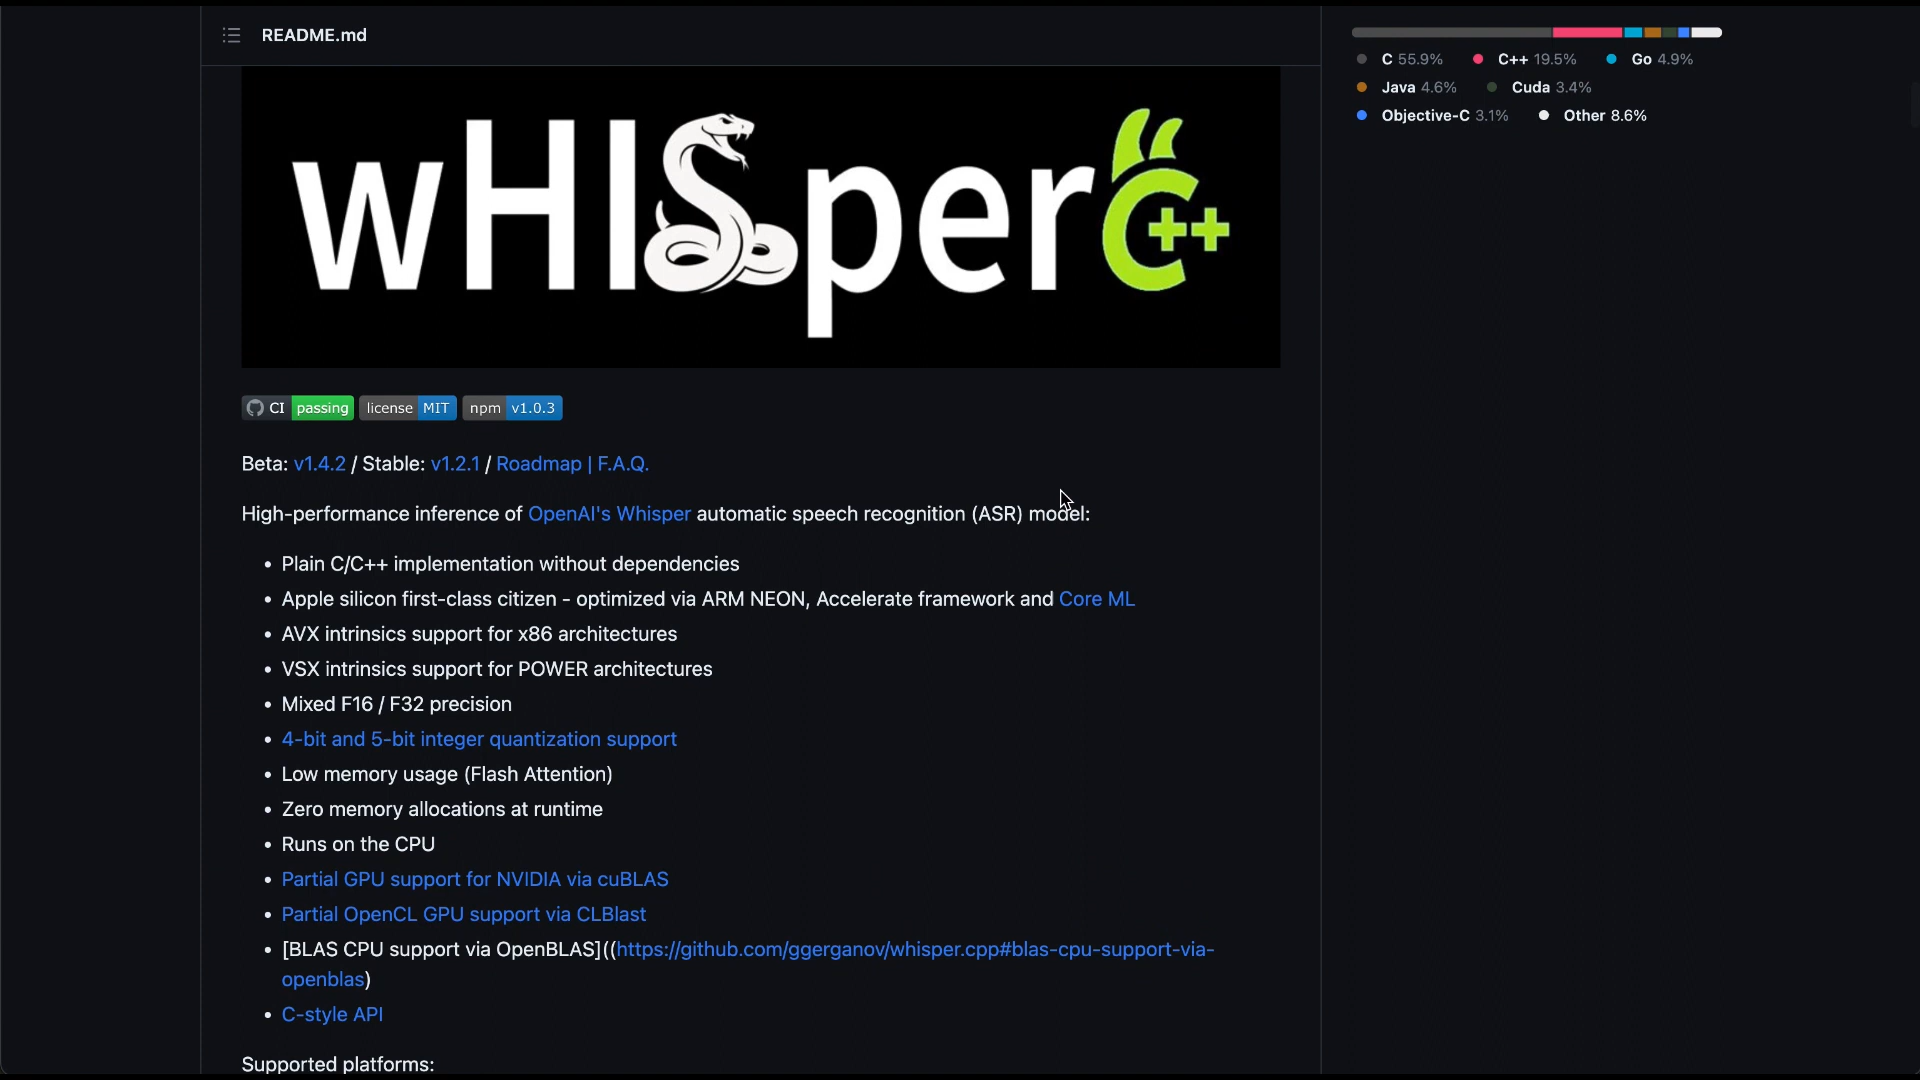 README.md
wHISperC++
CI passing license MIT npm v1.0.3
Beta: v1.4.2 / Stable: v1.2.1 / Roadmap | F.A.Q.
High-performance inference of OpenAI's Whisper automatic speech recognition (ASR) model:
• Plain C/C++ implementation without dependencies
• Apple silicon first-class citizen - optimized via ARM NEON, Accelerate framework and Core ML
• AVX intrinsics support for x86 architectures
• VSX intrinsics support for POWER architectures
• Mixed F16 / F32 precision
• 4-bit and 5-bit integer quantization support
• Low memory usage (Flash Attention)
• Zero memory allocations at runtime
• Runs on the CPU
• Partial GPU support for NVIDIA via cuBLAS
• Partial OpenCL GPU support via CLBlast
• [BLAS CPU support via OpenBLAS]((https://github.com/ggerganov/whisper.cpp#blas-cpu-support-via-
openblas)
• C-style API
Supported platforms:
C 55.9% C++ 19.5% Go 4.9%
Java 4.6% Cuda 3.4%
Objective-C 3.1% Other 8.6%